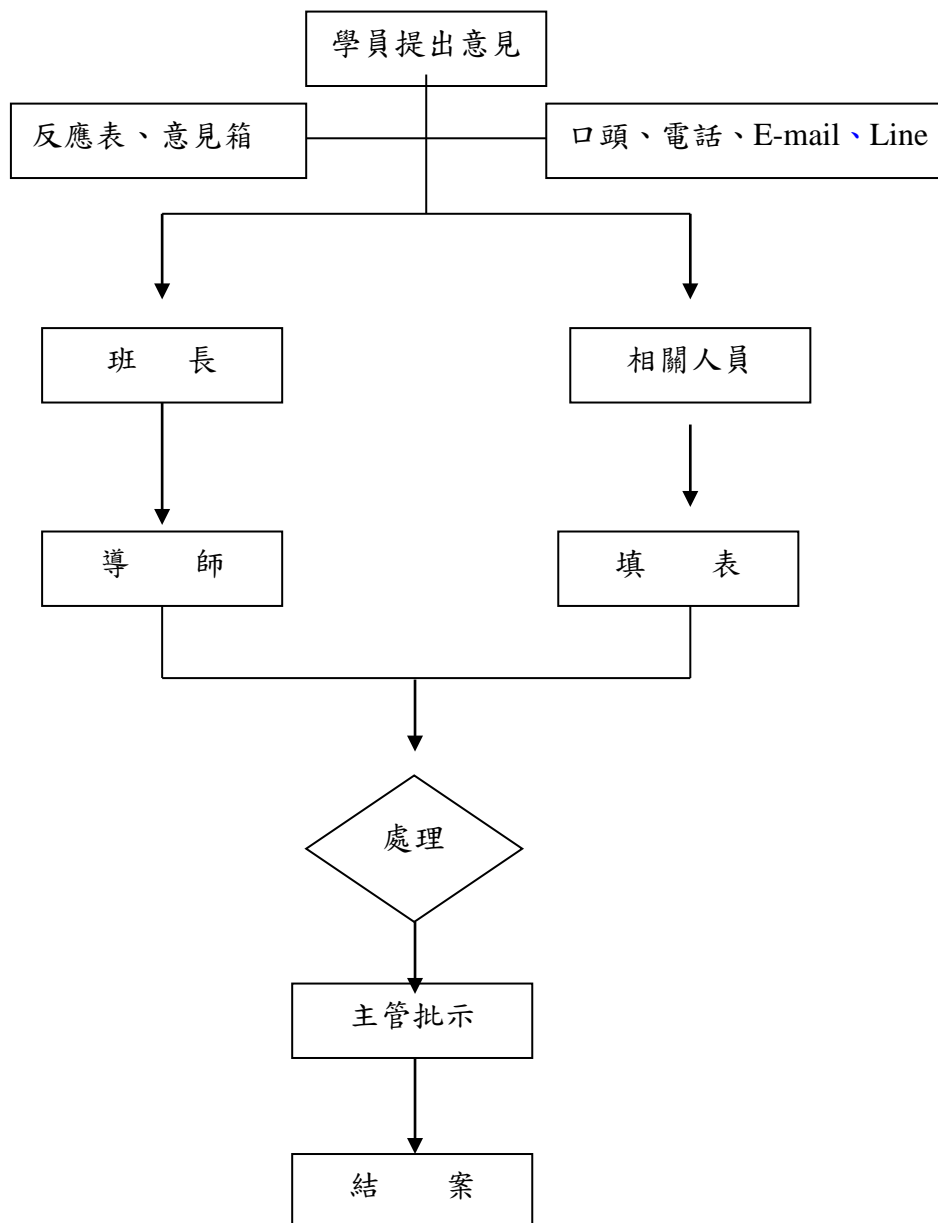 學員提出意見
反應表、意見箱
口頭、電話、E-mail、Line
班 長
相關人員
導 師
填 表
處理
主管批示
結 案